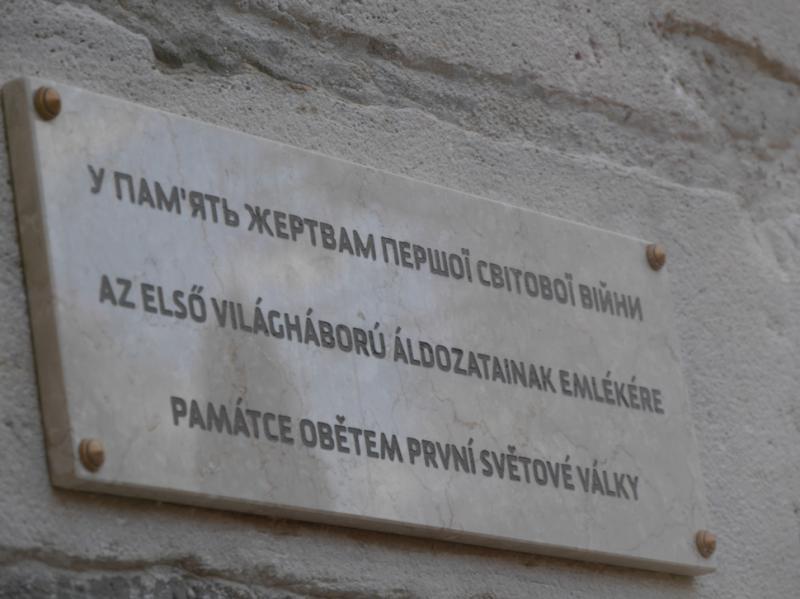 У ПАМ'ЯТЬ ЖЕРТВАМ ПЕРШОЇ СВІТОВОЇ ВІЙНИ
AZ ELSŐ VILÁGHÁBORÚ ÁLDOZATAINAK EMLÉKÉRE
PAMÁTCE OBĚTEM PRVNÍ SVĚTOVÉ VÁLKY